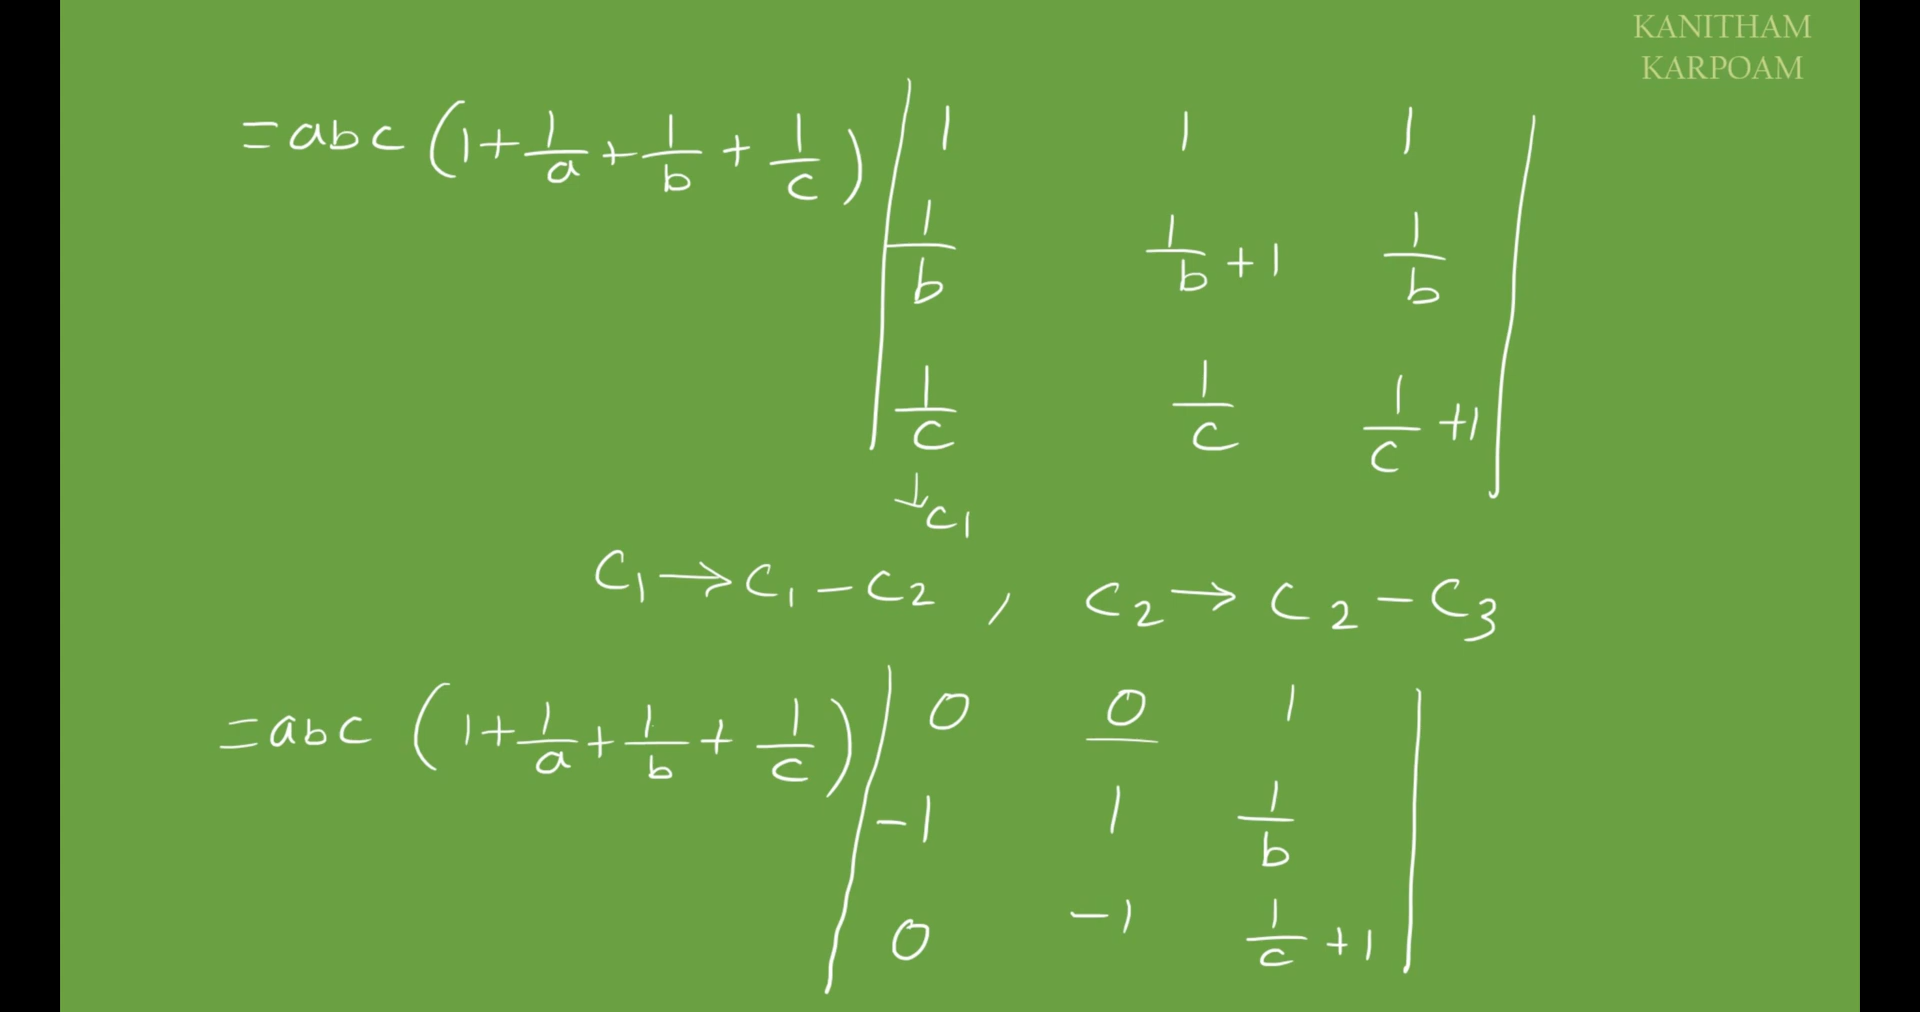 KANITHAM
KARPOAM
= abc (1 + 1/a + 1/b + 1/c) | 1 1 1 |
| 1/b 1/b + 1 1/b |
| 1/c 1/c 1/c + 1 |
↓ C1
C1 → C1 − C2 , C2 → C2 − C3
= abc (1 + 1/a + 1/b + 1/c) | 0 0 1 |
| −1 1 1/b |
| 0 −1 1/c + 1 |